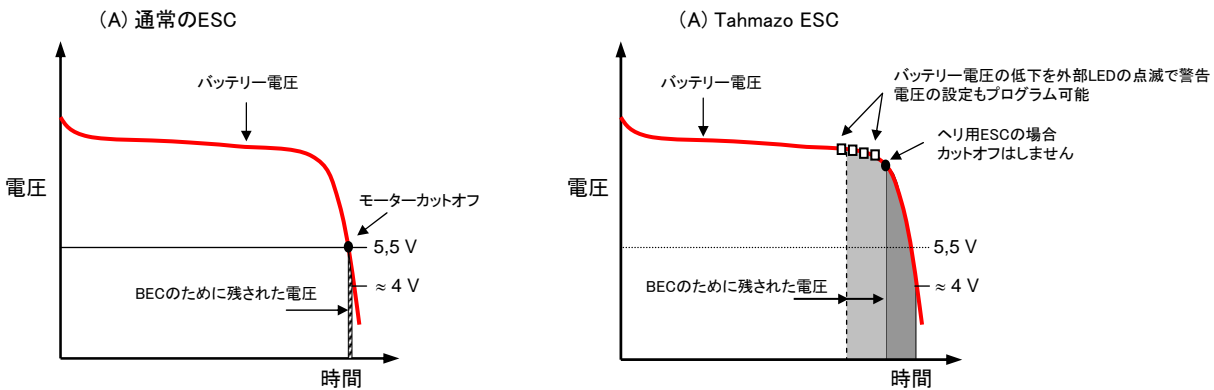 (A) 通常のESC
バッテリー電圧
電圧
モーターカットオフ
5,5 V
≈ 4 V
BECのために残された電圧
時間
(A) Tahmazo ESC
バッテリー電圧
バッテリー電圧の低下を外部LEDの点滅で警告
電圧の設定もプログラム可能
ヘリ用ESCの場合
カットオフはしません
電圧
5,5 V
≈ 4 V
BECのために残された電圧
時間